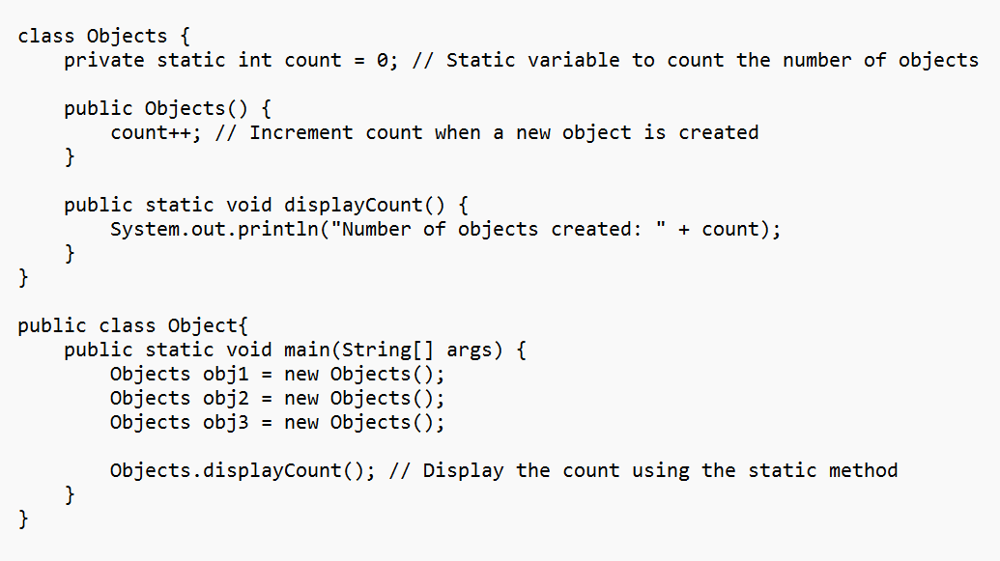 class Objects {
    private static int count = 0; // Static variable to count the number of objects

    public Objects() {
        count++; // Increment count when a new object is created
    }

    public static void displayCount() {
        System.out.println("Number of objects created: " + count);
    }
}

public class Object{
    public static void main(String[] args) {
        Objects obj1 = new Objects();
        Objects obj2 = new Objects();
        Objects obj3 = new Objects();

        Objects.displayCount(); // Display the count using the static method
    }
}